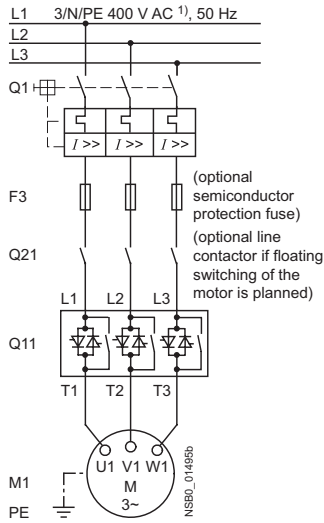 L1 3/N/PE 400 V AC 1), 50 Hz
L2
L3
Q1
I >> I >> I >>
F3
(optional
semiconductor
protection fuse)
Q21
(optional line
contactor if floating
switching of the
motor is planned)
L1 L2 L3
Q11
T1 T2 T3
U1 V1 W1
M
3~
M1
PE
NSB0_01495b